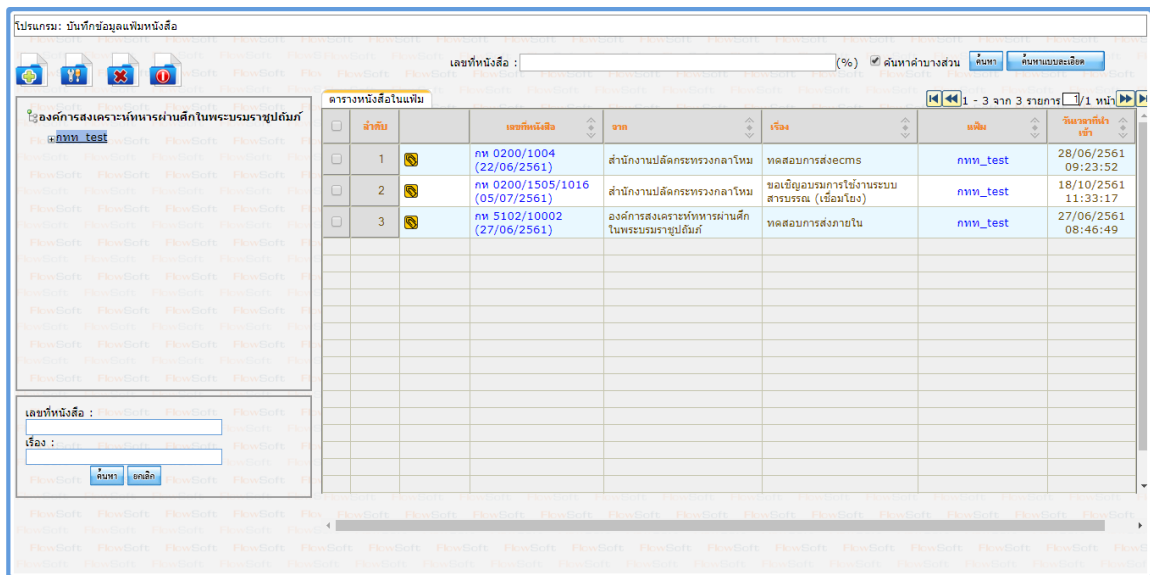 โปรแกรม: บันทึกข้อมูลแฟ้มหนังสือ
เลขที่หนังสือ : (%) ค้นหาคำบางส่วน ค้นหา ค้นหาแบบละเอียด
ตารางหนังสือในแฟ้ม 1 - 3 จาก 3 รายการ 1/1 หน้า
องค์การสงเคราะห์ทหารผ่านศึกในพระบรมราชูปถัมภ์
กทท_test
ลำดับ เลขที่หนังสือ จาก เรื่อง แฟ้ม วันเวลาที่นำเข้า
1 กห 0200/1004 (22/06/2561) สำนักงานปลัดกระทรวงกลาโหม ทดสอบการส่งecms กทท_test 28/06/2561 09:23:52
2 กห 0200/1505/1016 (05/07/2561) สำนักงานปลัดกระทรวงกลาโหม ขอเชิญอบรมการใช้งานระบบสารบรรณ (เชื่อมโยง) กทท_test 18/10/2561 11:33:17
3 กห 5102/10002 (27/06/2561) องค์การสงเคราะห์ทหารผ่านศึกในพระบรมราชูปถัมภ์ ทดสอบการส่งภายใน กทท_test 27/06/2561 08:46:49
เลขที่หนังสือ :
เรื่อง :
ค้นหา ยกเลิก
FlowSoft